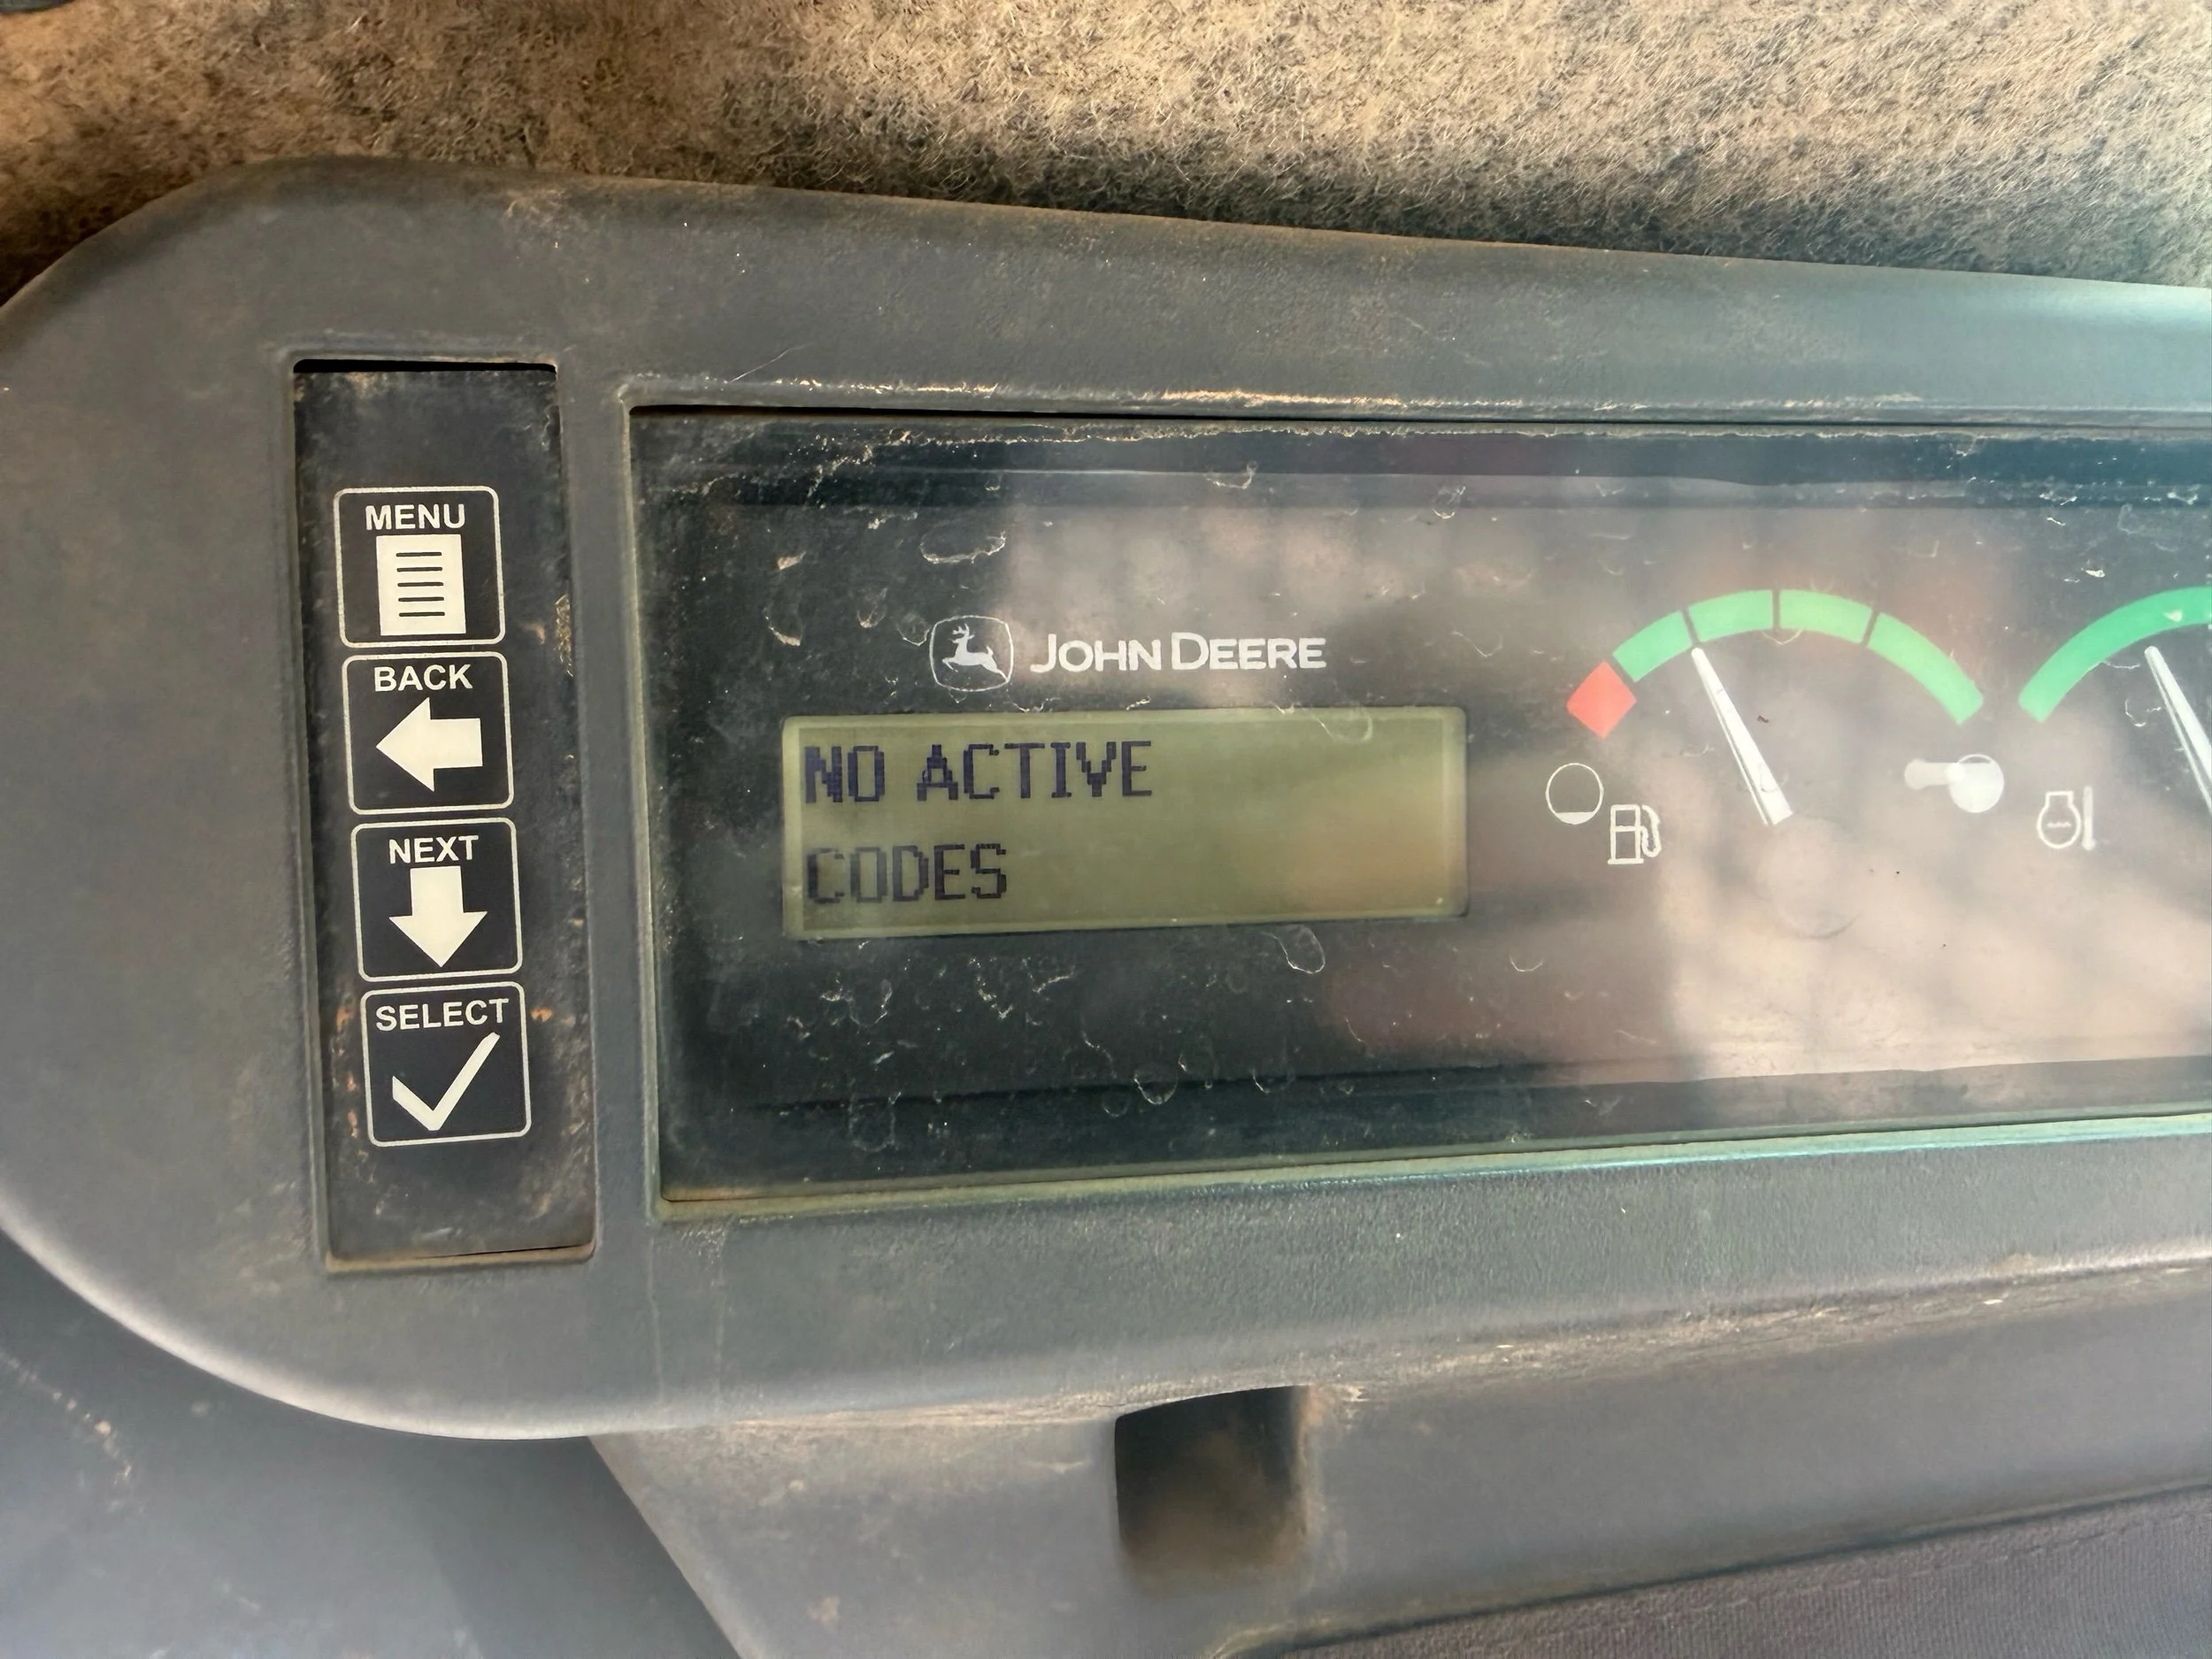 MENU
BACK
NEXT
SELECT
JOHN DEERE
NO ACTIVE
CODES